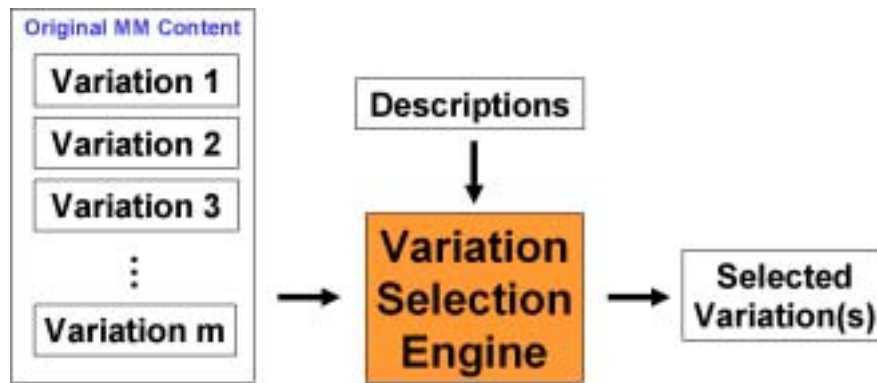 Original MM Content
Variation 1
Variation 2
Variation 3
⋮
Variation m
Descriptions
Variation
Selection
Engine
Selected
Variation(s)